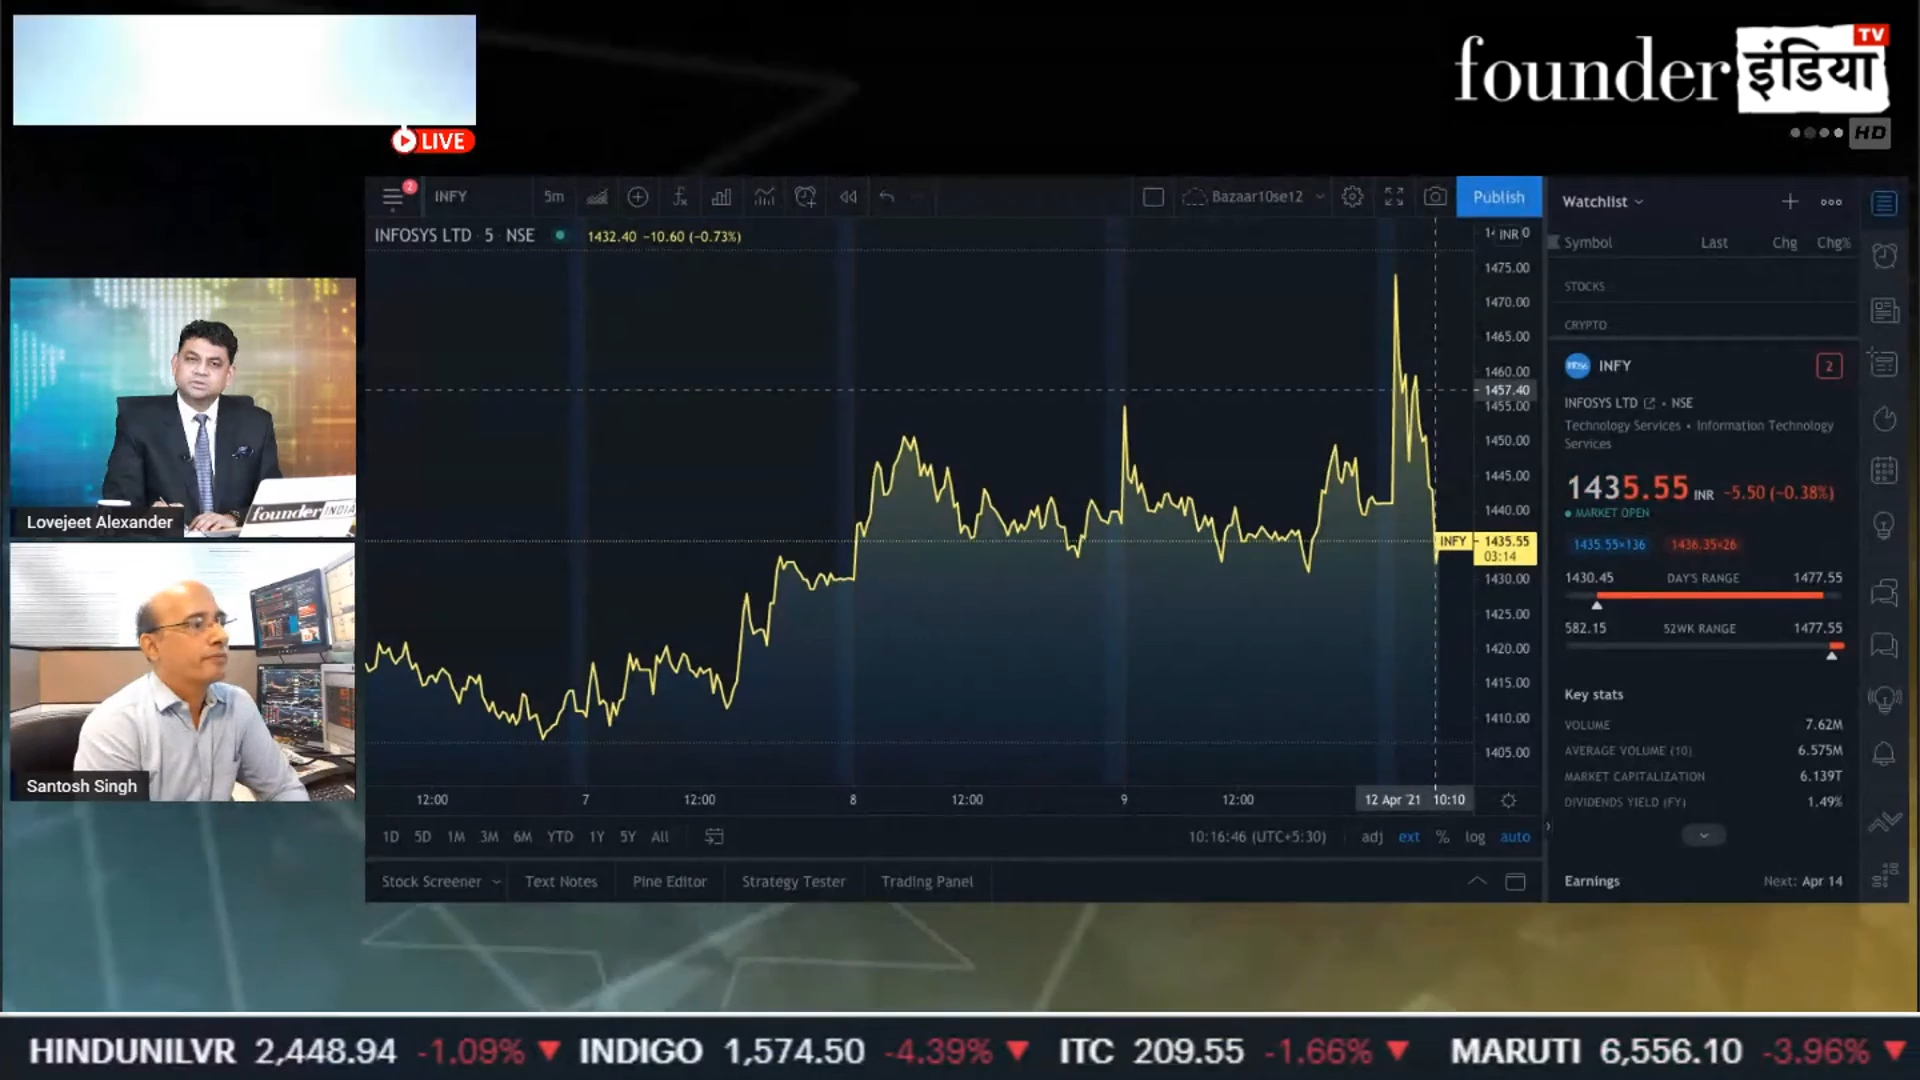 founder इंडिया TV
HD
LIVE
2 INFY 5m Bazaar10se12 Publish
INFOSYS LTD 5 NSE 1432.40 −10.60 (−0.73%)
INR
1475.00
1470.00
1465.00
1460.00
1457.40
1455.00
1450.00
1445.00
1440.00
INFY 1435.55
03:14
1430.00
1425.00
1420.00
1415.00
1410.00
1405.00
12:00 7 12:00 8 12:00 9 12:00 12 Apr '21 10:10
1D 5D 1M 3M 6M YTD 1Y 5Y All 10:16:46 (UTC+5:30) adj ext % log auto
Stock Screener Text Notes Pine Editor Strategy Tester Trading Panel
Watchlist
Symbol Last Chg Chg%
STOCKS
CRYPTO
INFY 2
INFOSYS LTD • NSE
Technology Services • Information Technology
Services
1435.55 INR −5.50 (−0.38%)
MARKET OPEN
1435.55×136 1436.35×26
1430.45 DAY'S RANGE 1477.55
582.15 52WK RANGE 1477.55
Key stats
VOLUME 7.62M
AVERAGE VOLUME (10) 6.575M
MARKET CAPITALIZATION 6.139T
DIVIDENDS YIELD (FY) 1.49%
Earnings Next: Apr 14
founder INDIA
Lovejeet Alexander
Santosh Singh
HINDUNILVR 2,448.94 -1.09% ▼ INDIGO 1,574.50 -4.39% ▼ ITC 209.55 -1.66% ▼ MARUTI 6,556.10 -3.96% ▼